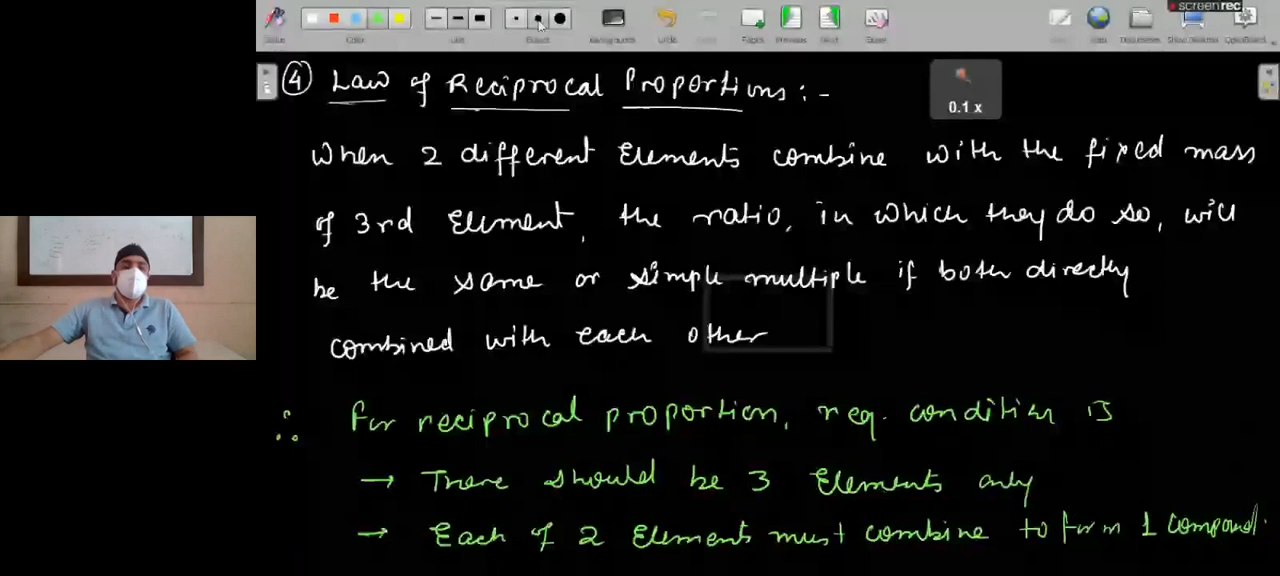 screenrec
④ Law of Reciprocal Proportions:-
0.1 x
When 2 different Elements combine with the fixed mass
of 3rd Element, the ratio, in which they do so, will
be the same or simple multiple if both directly
combined with each other
∴ For reciprocal proportion, req. condition is
→ There should be 3 Elements only
→ Each of 2 Elements must combine to form 1 compound.